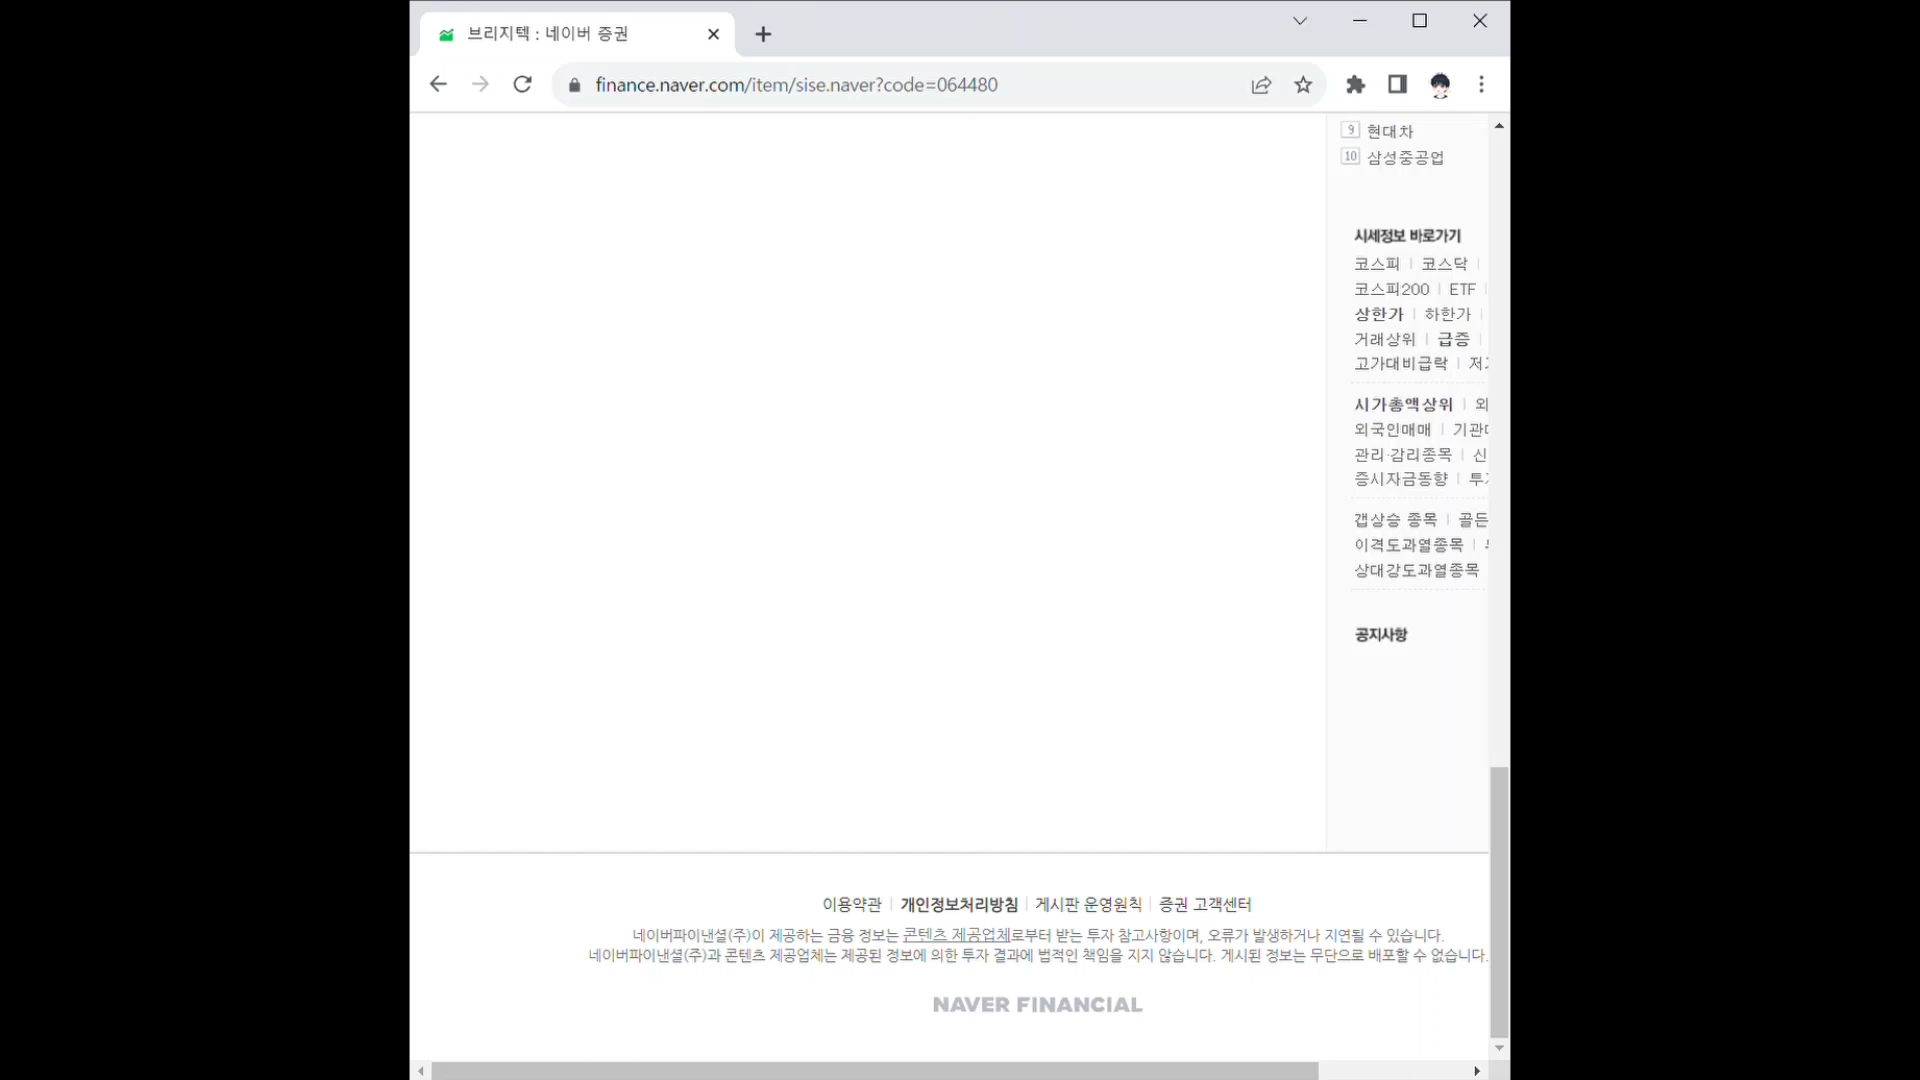 브리지텍 : 네이버 증권
finance.naver.com/item/sise.naver?code=064480
9 현대차
10 삼성중공업
시세정보 바로가기
코스피 | 코스닥 |
코스피200 | ETF |
상한가 | 하한가 |
거래상위 | 급증 |
고가대비급락 |
시가총액상위 | 외
외국인매매 | 기관
관리·감리종목 | 신
증시자금동향 |
갭상승 종목 | 골든
이격도과열종목 |
상대강도과열종목
공지사항
이용약관 | 개인정보처리방침 | 게시판 운영원칙 | 증권 고객센터
네이버파이낸셜(주)이 제공하는 금융 정보는 콘텐츠 제공업체로부터 받는 투자 참고사항이며, 오류가 발생하거나 지연될 수 있습니다.
네이버파이낸셜(주)과 콘텐츠 제공업체는 제공된 정보에 의한 투자 결과에 법적인 책임을 지지 않습니다. 게시된 정보는 무단으로 배포할 수 없습니다.
NAVER FINANCIAL